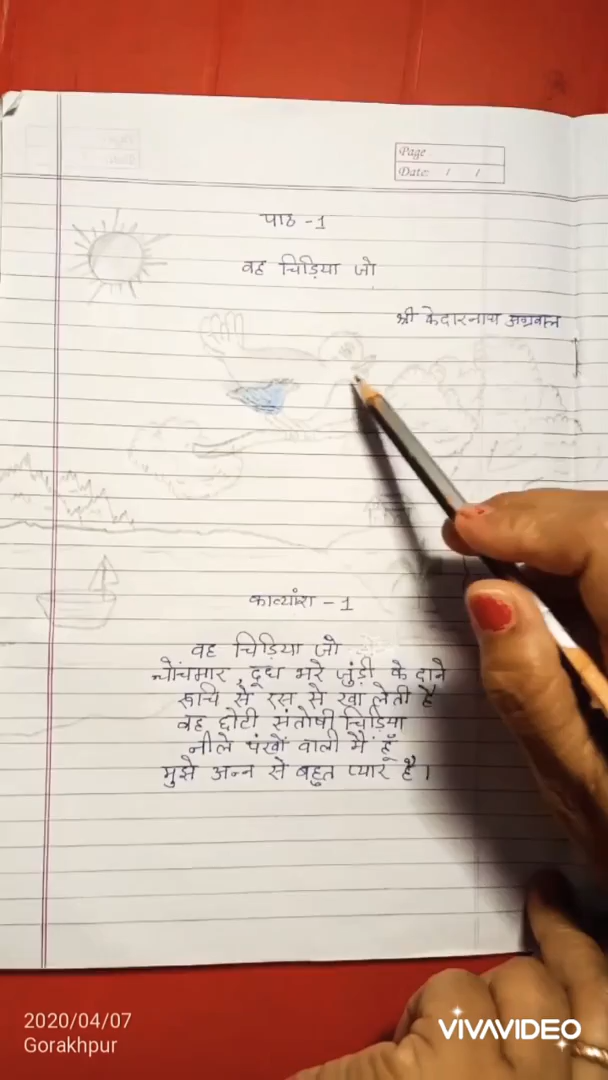 Page
Date: / /
पाठ -1
वह चिड़िया जो
श्री केदारनाथ अग्रवाल
काव्यांश - 1
वह चिड़िया जो
चोंचमार , दूध भरे जुंड़ी के दाने
रूचि से रस से खा लेती है
वह छोटी संतोषी चिड़िया
नीले पंखों वाली मैं हूँ
मुझे अन्न से बहुत प्यार है।
2020/04/07
Gorakhpur
VIVAVIDEO